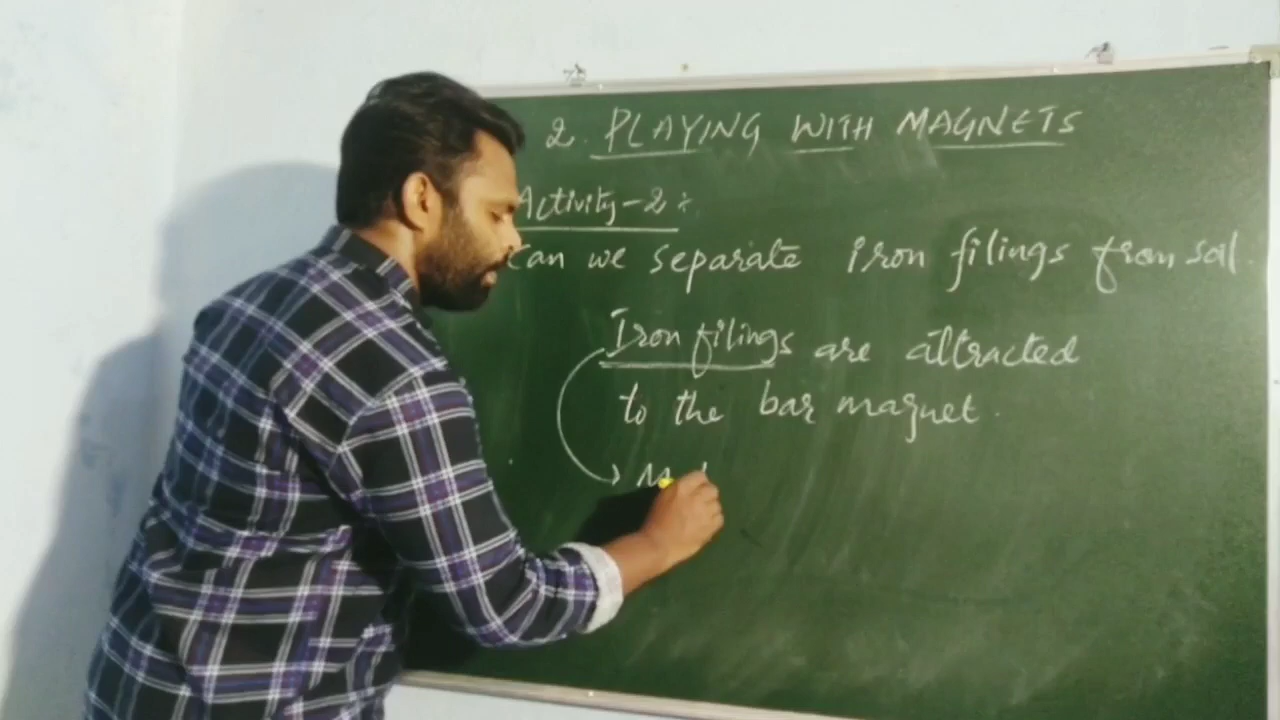 2. PLAYING WITH MAGNETS
Activity-2:
Can we separate iron filings from soil.
Iron filings are attracted
to the bar magnet.